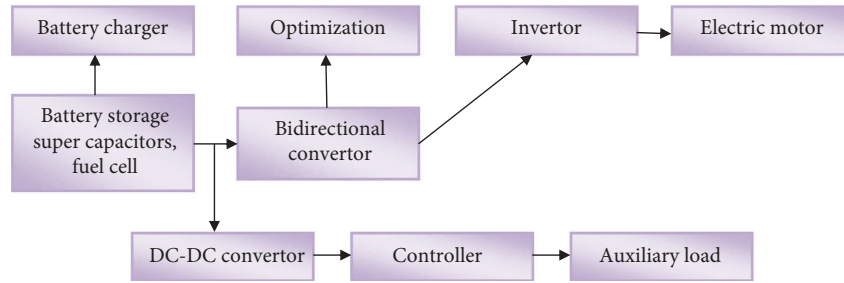 Battery charger
Optimization
Invertor
Electric motor
Battery storage
super capacitors,
fuel cell
Bidirectional
convertor
DC-DC convertor
Controller
Auxiliary load